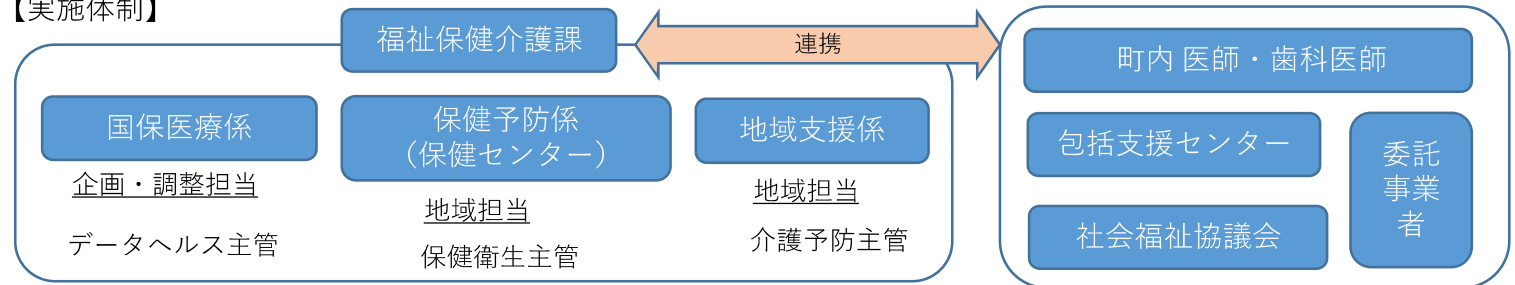 【実施体制】
福祉保健介護課
連携
国保医療係
企画・調整担当
データヘルス主管
保健予防係
（保健センター）
地域担当
保健衛生主管
地域支援係
地域担当
介護予防主管
町内 医師・歯科医師
包括支援センター
社会福祉協議会
委託
事業
者